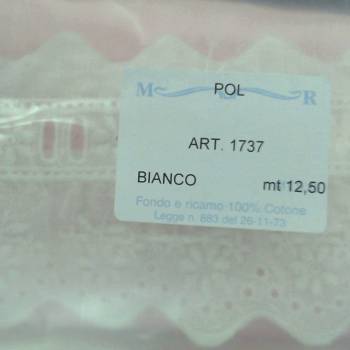 M POL R
ART. 1737
BIANCO mt 12,50
Fondo e ricamo 100% Cotone
Legge n. 883 del 26-11-73